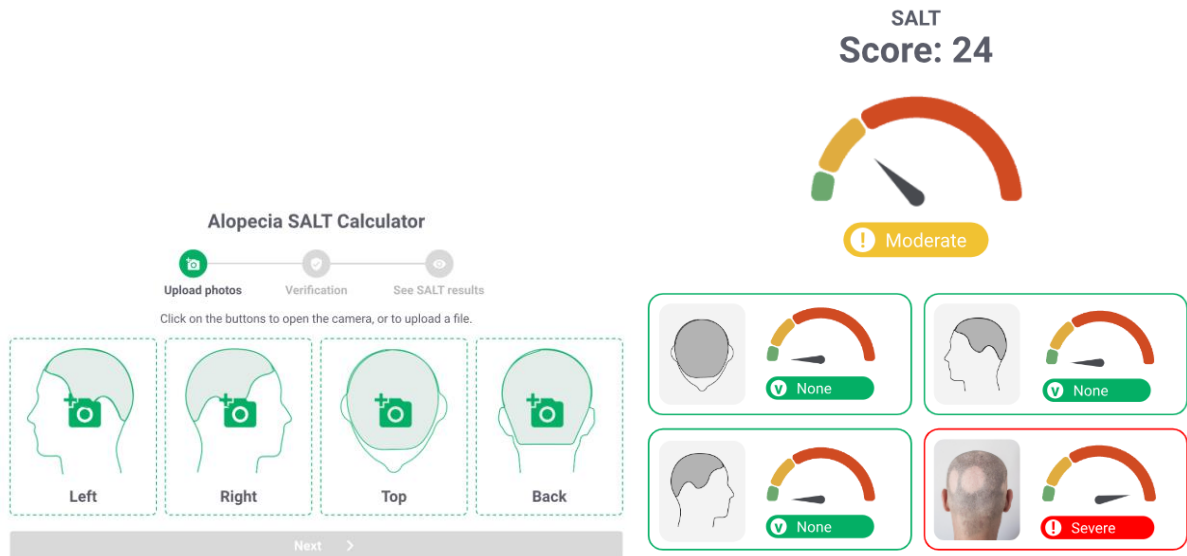 Alopecia SALT Calculator
Upload photos
Verification
See SALT results
Click on the buttons to open the camera, or to upload a file.
Left
Right
Top
Back
Next
SALT
Score: 24
! Moderate
v None
v None
v None
! Severe